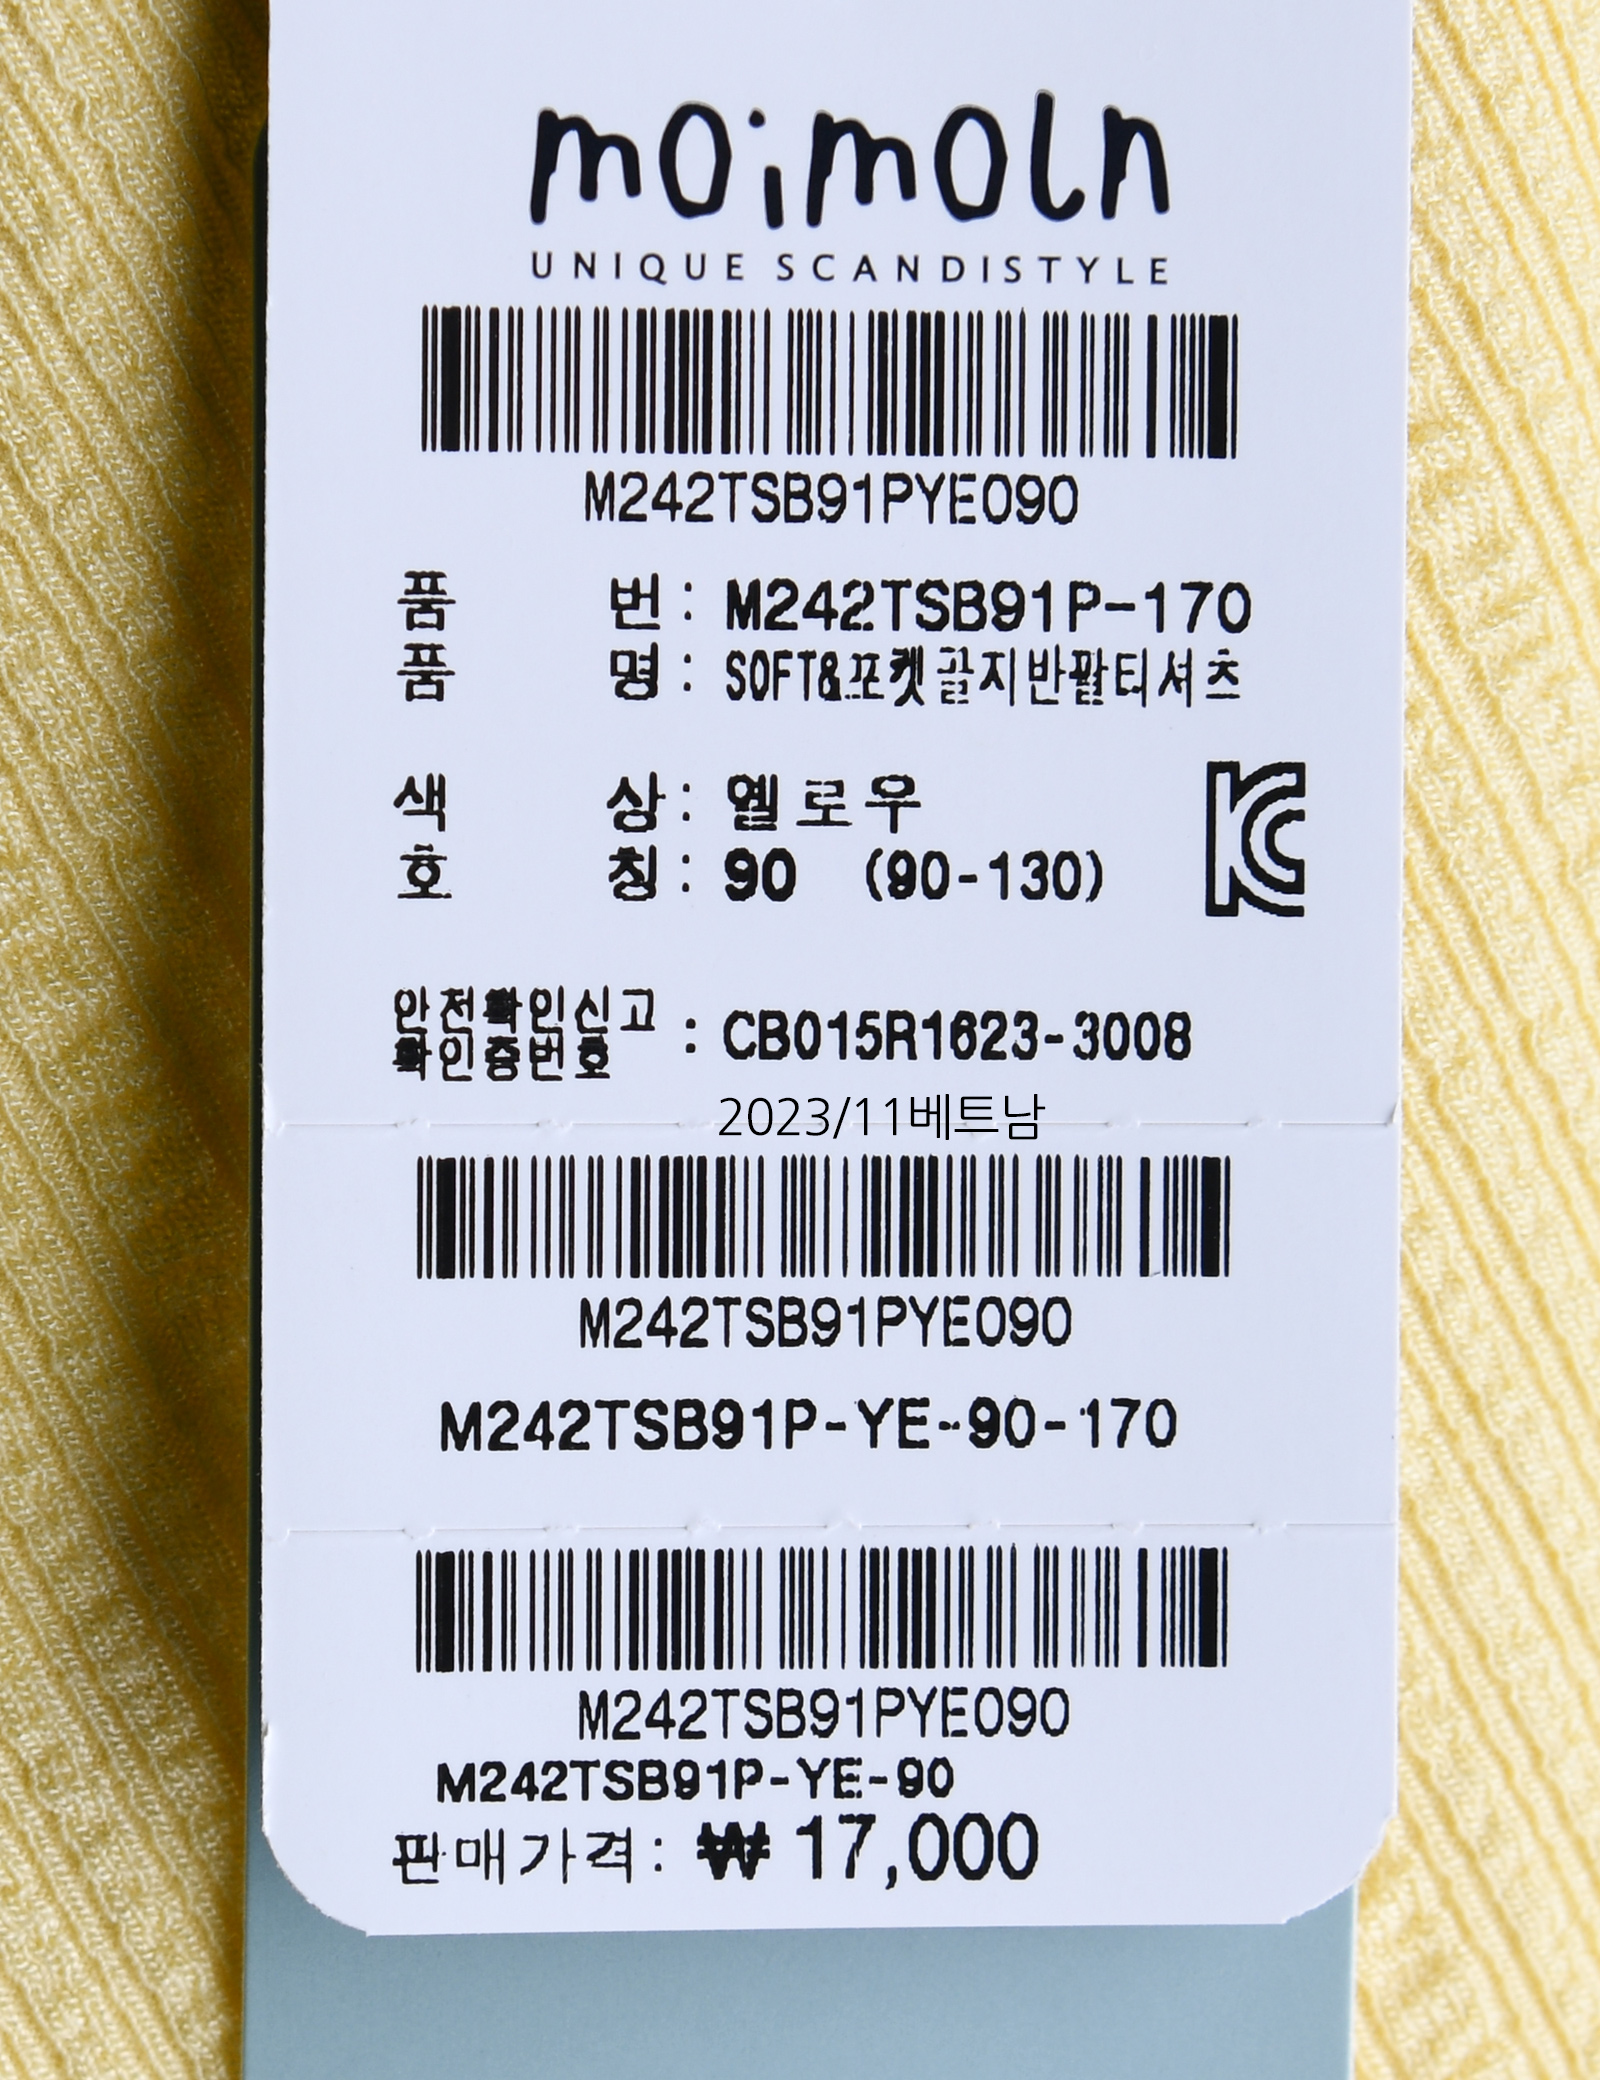 moimoln
UNIQUE SCANDISTYLE
M242TSB91PYE090
품 번 : M242TSB91P-170
품 명 : SOFT&포켓골지반팔티셔츠
색 상 : 옐로우
호 칭 : 90 (90-130)
안전확인신고
확인증번호 : CB015R1623-3008
2023/11베트남
M242TSB91PYE090
M242TSB91P-YE-90-170
M242TSB91PYE090
M242TSB91P-YE-90
판매가격: ₩ 17,000